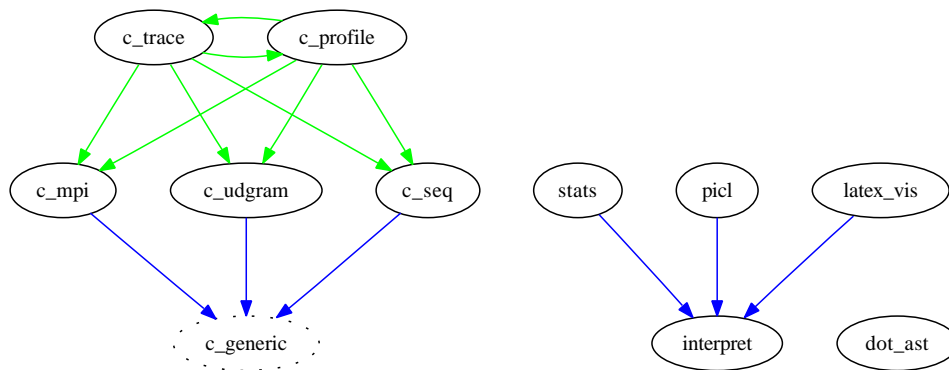 c_trace
c_profile
c_mpi
c_udgram
c_seq
stats
picl
latex_vis
c_generic
interpret
dot_ast